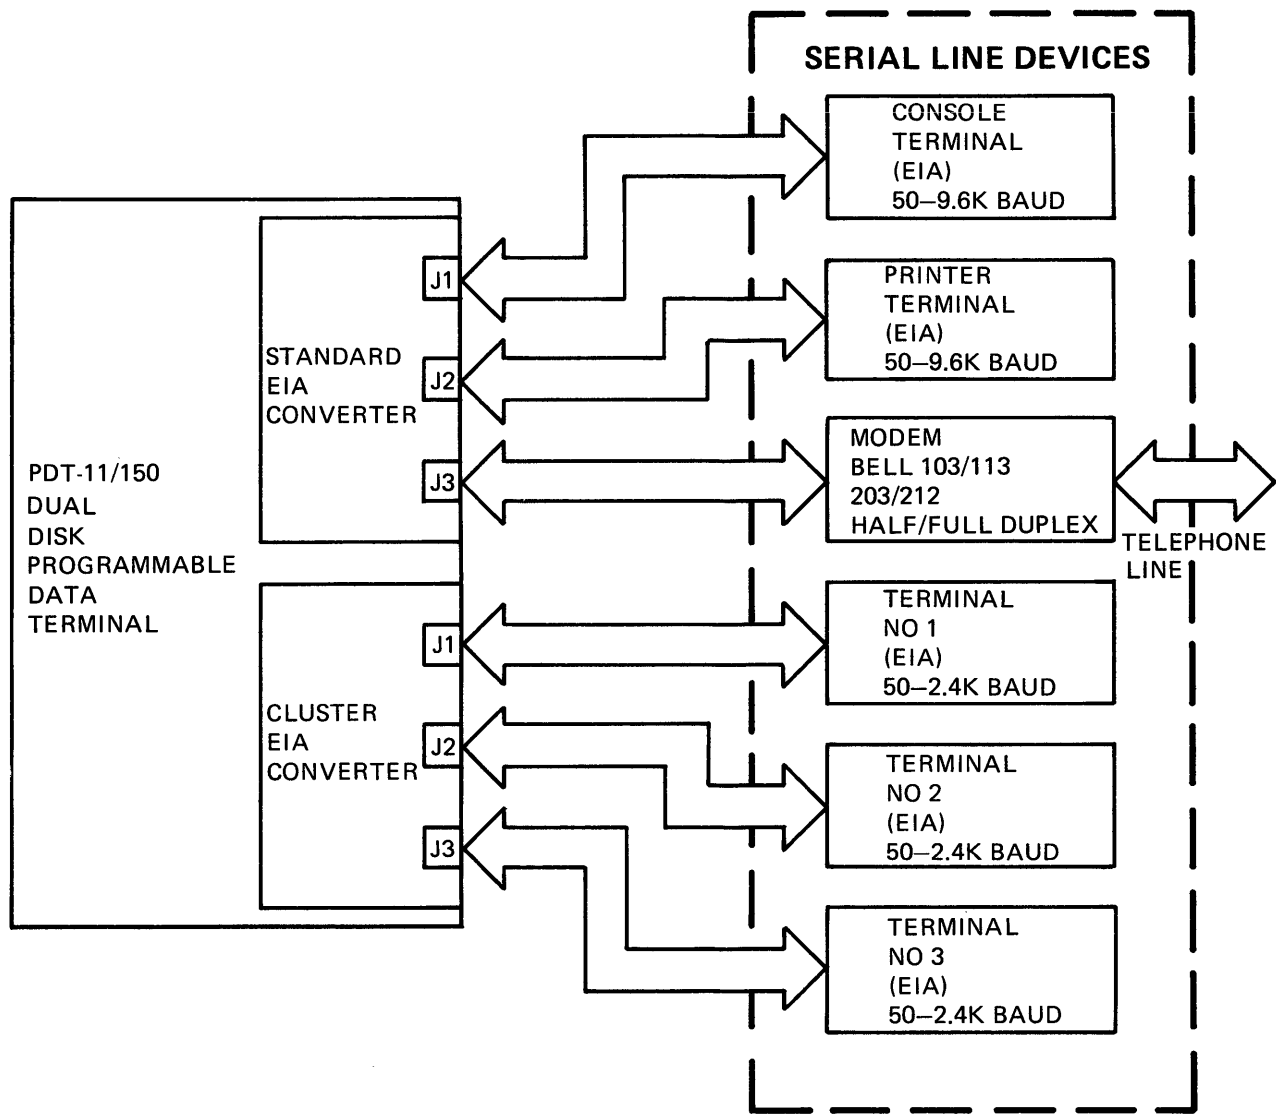 SERIAL LINE DEVICES
CONSOLE
TERMINAL
(EIA)
50–9.6K BAUD
PRINTER
TERMINAL
(EIA)
50–9.6K BAUD
MODEM
BELL 103/113
203/212
HALF/FULL DUPLEX
TELEPHONE
LINE
TERMINAL
NO 1
(EIA)
50–2.4K BAUD
TERMINAL
NO 2
(EIA)
50–2.4K BAUD
TERMINAL
NO 3
(EIA)
50–2.4K BAUD
PDT-11/150
DUAL
DISK
PROGRAMMABLE
DATA
TERMINAL
STANDARD
EIA
CONVERTER
J1
J2
J3
CLUSTER
EIA
CONVERTER
J1
J2
J3